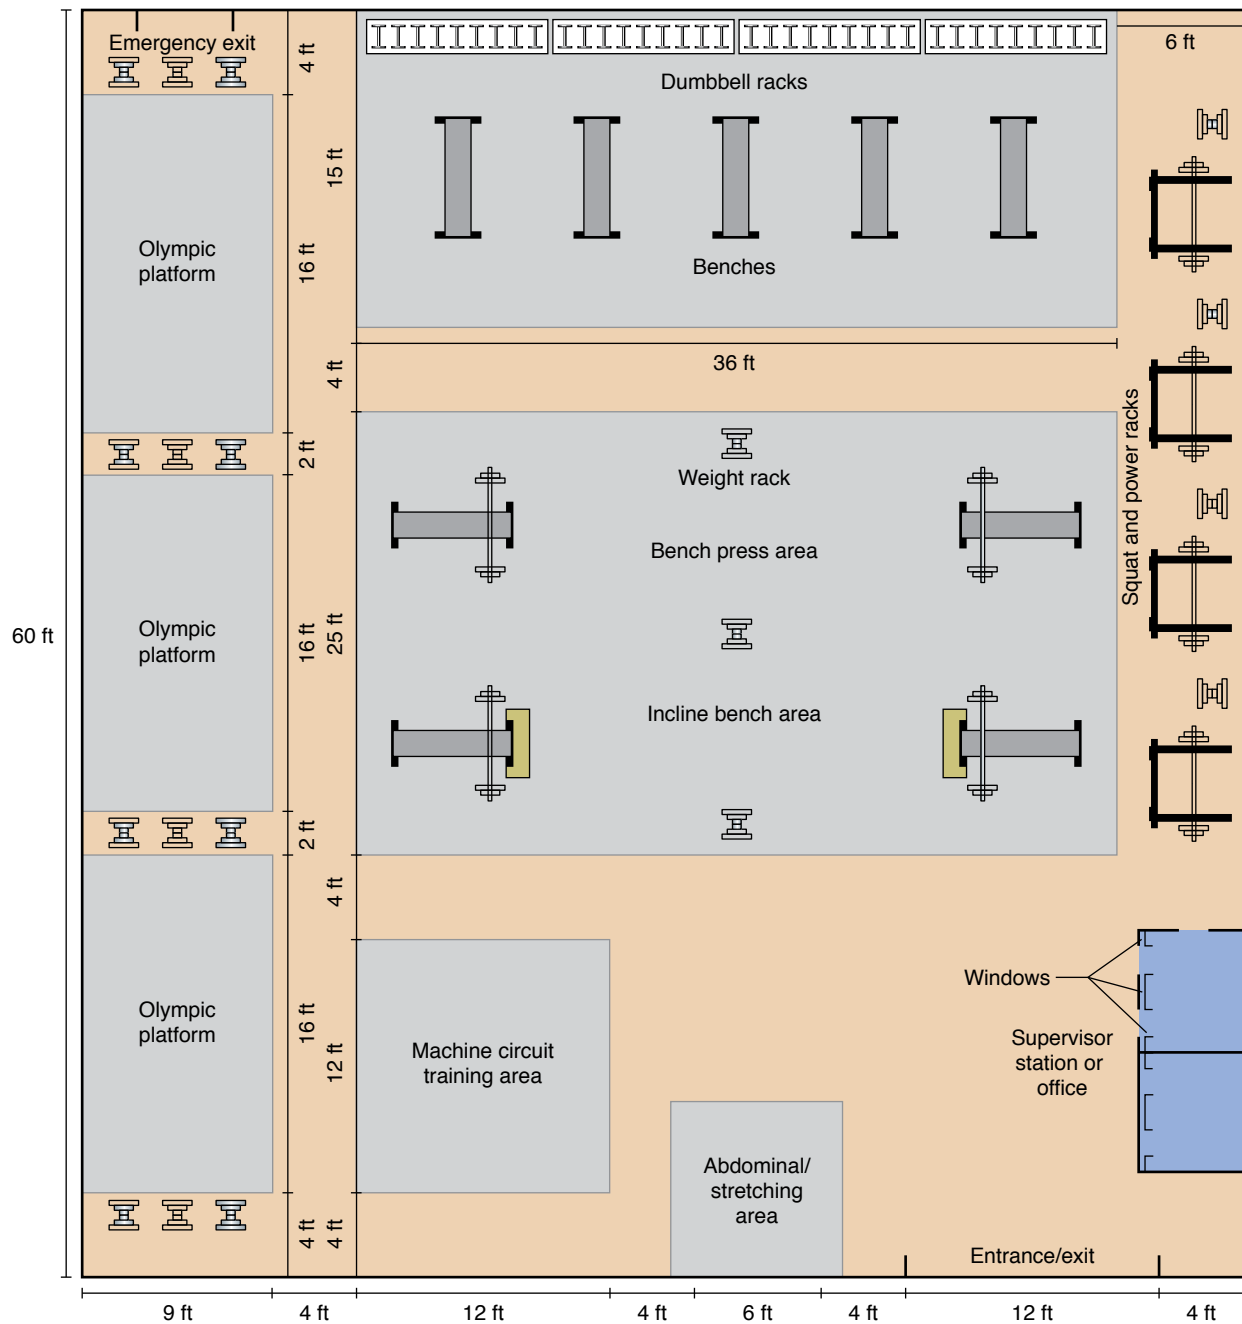 Emergency exit
4 ft
6 ft
Dumbbell racks
15 ft
Olympic
platform
16 ft
Benches
36 ft
4 ft
2 ft
Weight rack
Squat and power racks
Bench press area
60 ft
Olympic
platform
16 ft
25 ft
Incline bench area
2 ft
4 ft
Windows
Olympic
platform
16 ft
12 ft
Machine circuit
training area
Supervisor
station or
office
Abdominal/
stretching
area
4 ft
4 ft
Entrance/exit
9 ft
4 ft
12 ft
4 ft
6 ft
4 ft
12 ft
4 ft